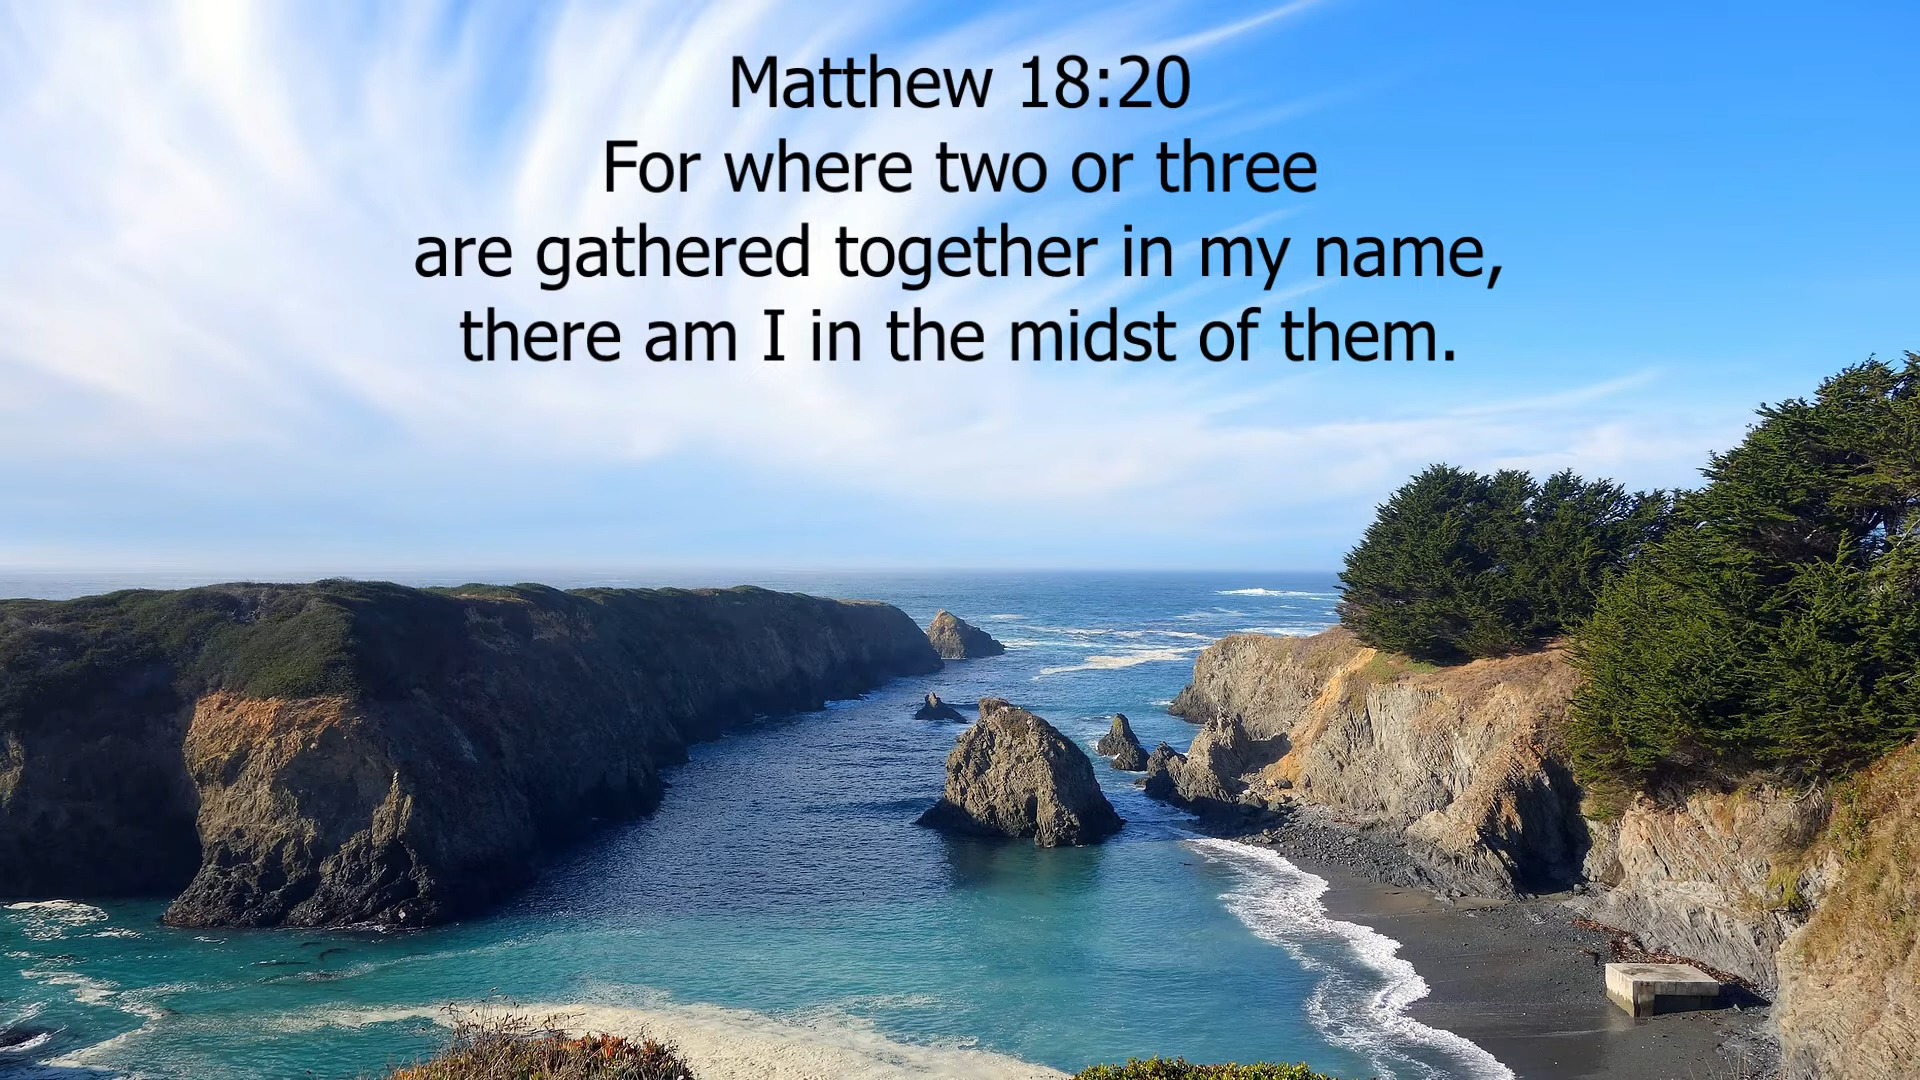 Matthew 18:20
For where two or three
are gathered together in my name,
there am I in the midst of them.